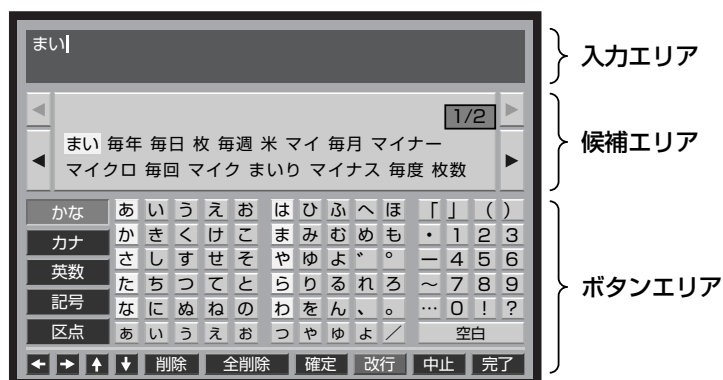 まい
入力エリア
1/2
まい 毎年 毎日 枚 毎週 米 マイ 毎月 マイナー
マイクロ 毎回 マイク まいり マイナス 毎度 枚数
候補エリア
かな あ い う え お は ひ ふ へ ほ 「 」 ( )
カナ か き く け こ ま み む め も ・ 1 2 3
英数 さ し す せ そ や ゆ よ ゛ ゜ ー 4 5 6
記号 た ち つ て と ら り る れ ろ ~ 7 8 9
な に ぬ ね の わ を ん 、 。 … 0 ! ?
区点 ぁ ぃ ぅ ぇ ぉ っ ゃ ゅ ょ / 空白
ボタンエリア
← → ↑ ↓ 削除 全削除 確定 改行 中止 完了